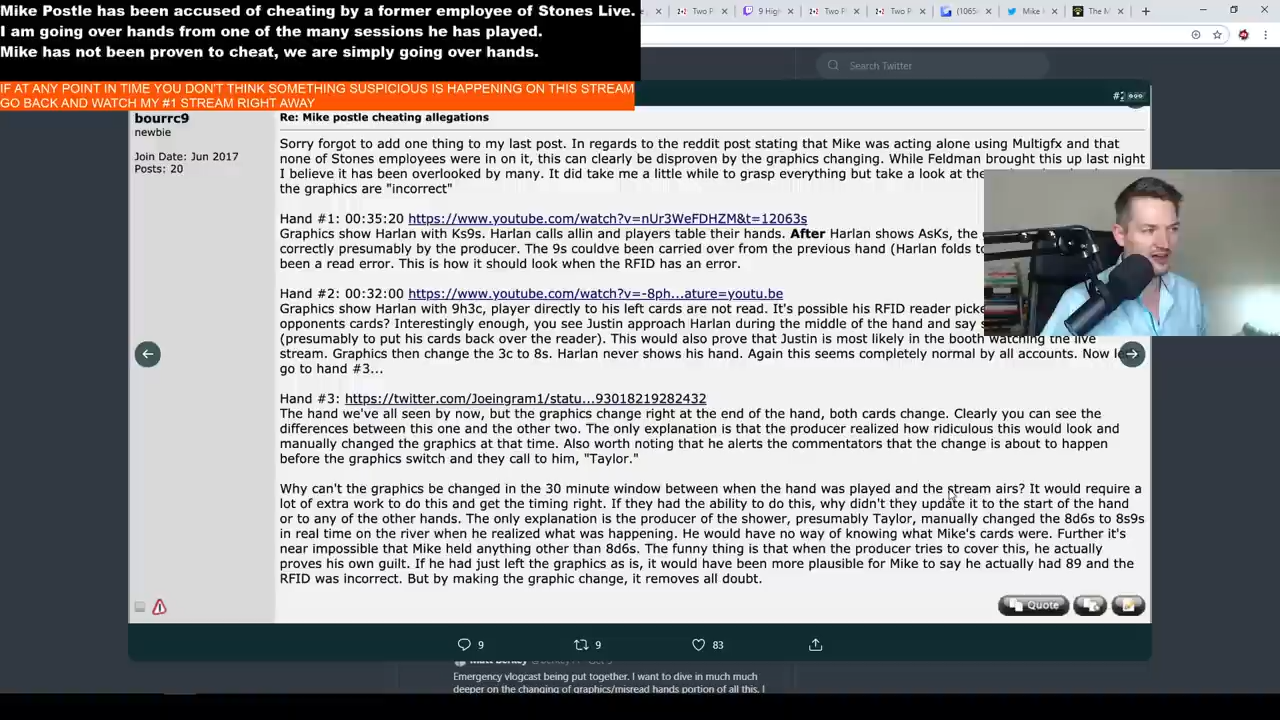 Mike Postle has been accused of cheating by a former employee of Stones Live.
I am going over hands from one of the many sessions he has played.
Mike has not been proven to cheat, we are simply going over hands.
IF AT ANY POINT IN TIME YOU DON'T THINK SOMETHING SUSPICIOUS IS HAPPENING ON THIS STREAM
GO BACK AND WATCH MY #1 STREAM RIGHT AWAY
Two P
9 High
Two P
Two P
(1065
Mike
The M
Search Twitter
bourrc9
newbie
Join Date: Jun 2017
Posts: 20
Re: Mike postle cheating allegations
Sorry forgot to add one thing to my last post. In regards to the reddit post stating that Mike was acting alone using Multigfx and that
none of Stones employees were in on it, this can clearly be disproven by the graphics changing. While Feldman brought this up last night
I believe it has been overlooked by many. It did take me a little while to grasp everything but take a look at the
the graphics are "incorrect"
Hand #1: 00:35:20 https://www.youtube.com/watch?v=nUr3WeFDHZM&t=12063s
Graphics show Harlan with Ks9s. Harlan calls allin and players table their hands. After Harlan shows AsKs, the
correctly presumably by the producer. The 9s couldve been carried over from the previous hand (Harlan folds to
been a read error. This is how it should look when the RFID has an error.
Hand #2: 00:32:00 https://www.youtube.com/watch?v=-8ph...ature=youtu.be
Graphics show Harlan with 9h3c, player directly to his left cards are not read. It's possible his RFID reader picke
opponents cards? Interestingly enough, you see Justin approach Harlan during the middle of the hand and say s
(presumably to put his cards back over the reader). This would also prove that Justin is most likely in the booth watching the live
stream. Graphics then change the 3c to 8s. Harlan never shows his hand. Again this seems completely normal by all accounts. Now
go to hand #3...
Hand #3: https://twitter.com/Joeingram1/statu...93018219282432
The hand we've all seen by now, but the graphics change right at the end of the hand, both cards change. Clearly you can see the
differences between this one and the other two. The only explanation is that the producer realized how ridiculous this would look and
manually changed the graphics at that time. Also worth noting that he alerts the commentators that the change is about to happen
before the graphics switch and they call to him, "Taylor."
Why can't the graphics be changed in the 30 minute window between when the hand was played and the stream airs? It would require a
lot of extra work to do this and get the timing right. If they had the ability to do this, why didn't they update it to the start of the hand
or to any of the other hands. The only explanation is the producer of the shower, presumably Taylor, manually changed the 8d6s to 8s9s
in real time on the river when he realized what was happening. He would have no way of knowing what Mike's cards were. Further it's
near impossible that Mike held anything other than 8d6s. The funny thing is that when the producer tries to cover this, he actually
proves his own guilt. If he had just left the graphics as is, it would have been more plausible for Mike to say he actually had 89 and the
RFID was incorrect. But by making the graphic change, it removes all doubt.
Quote
9
9
83
Emergency vlogcast being put together. I want to dive in much much
deeper on the changing of graphics/misread hands portion of all this. I